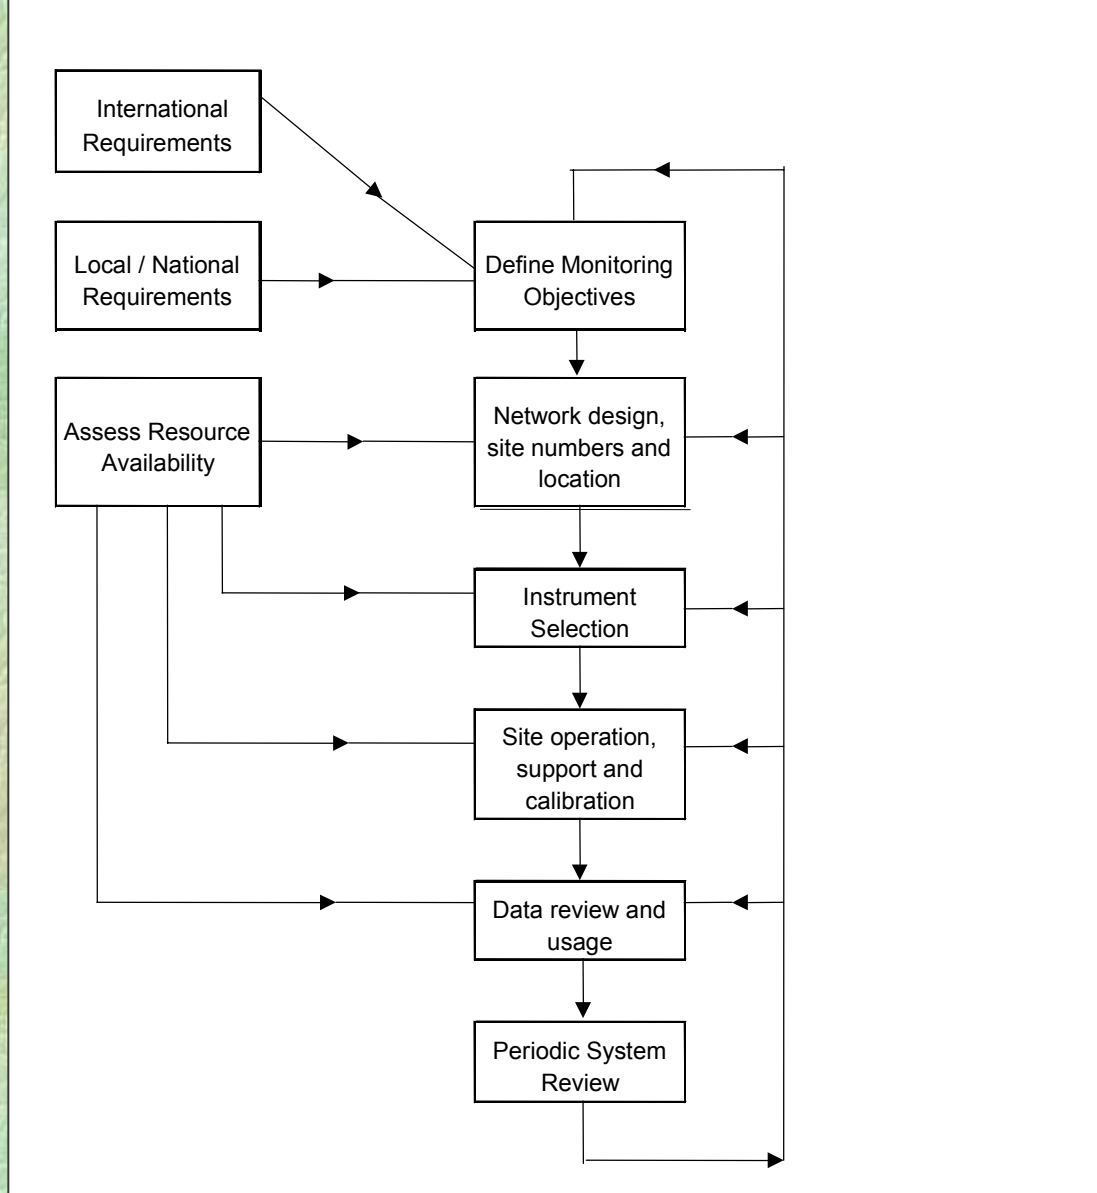 International
Requirements
Local / National
Requirements
Define Monitoring
Objectives
Assess Resource
Availability
Network design,
site numbers and
location
Instrument
Selection
Site operation,
support and
calibration
Data review and
usage
Periodic System
Review